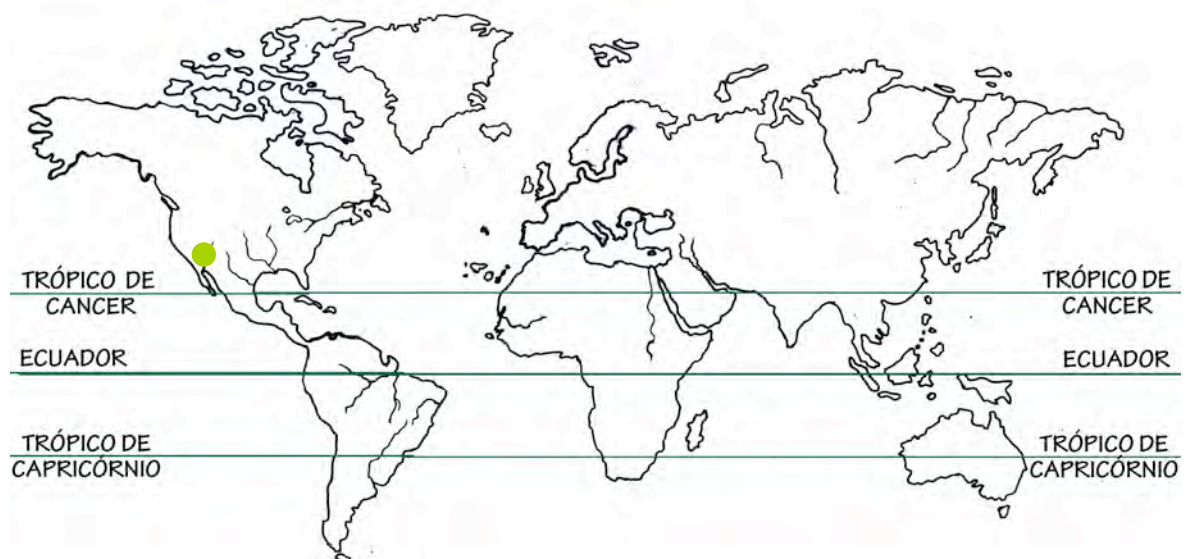 TRÓPICO DE
CANCER
TRÓPICO DE
CANCER
ECUADOR
ECUADOR
TRÓPICO DE
CAPRICÓRNIO
TRÓPICO DE
CAPRICÓRNIO